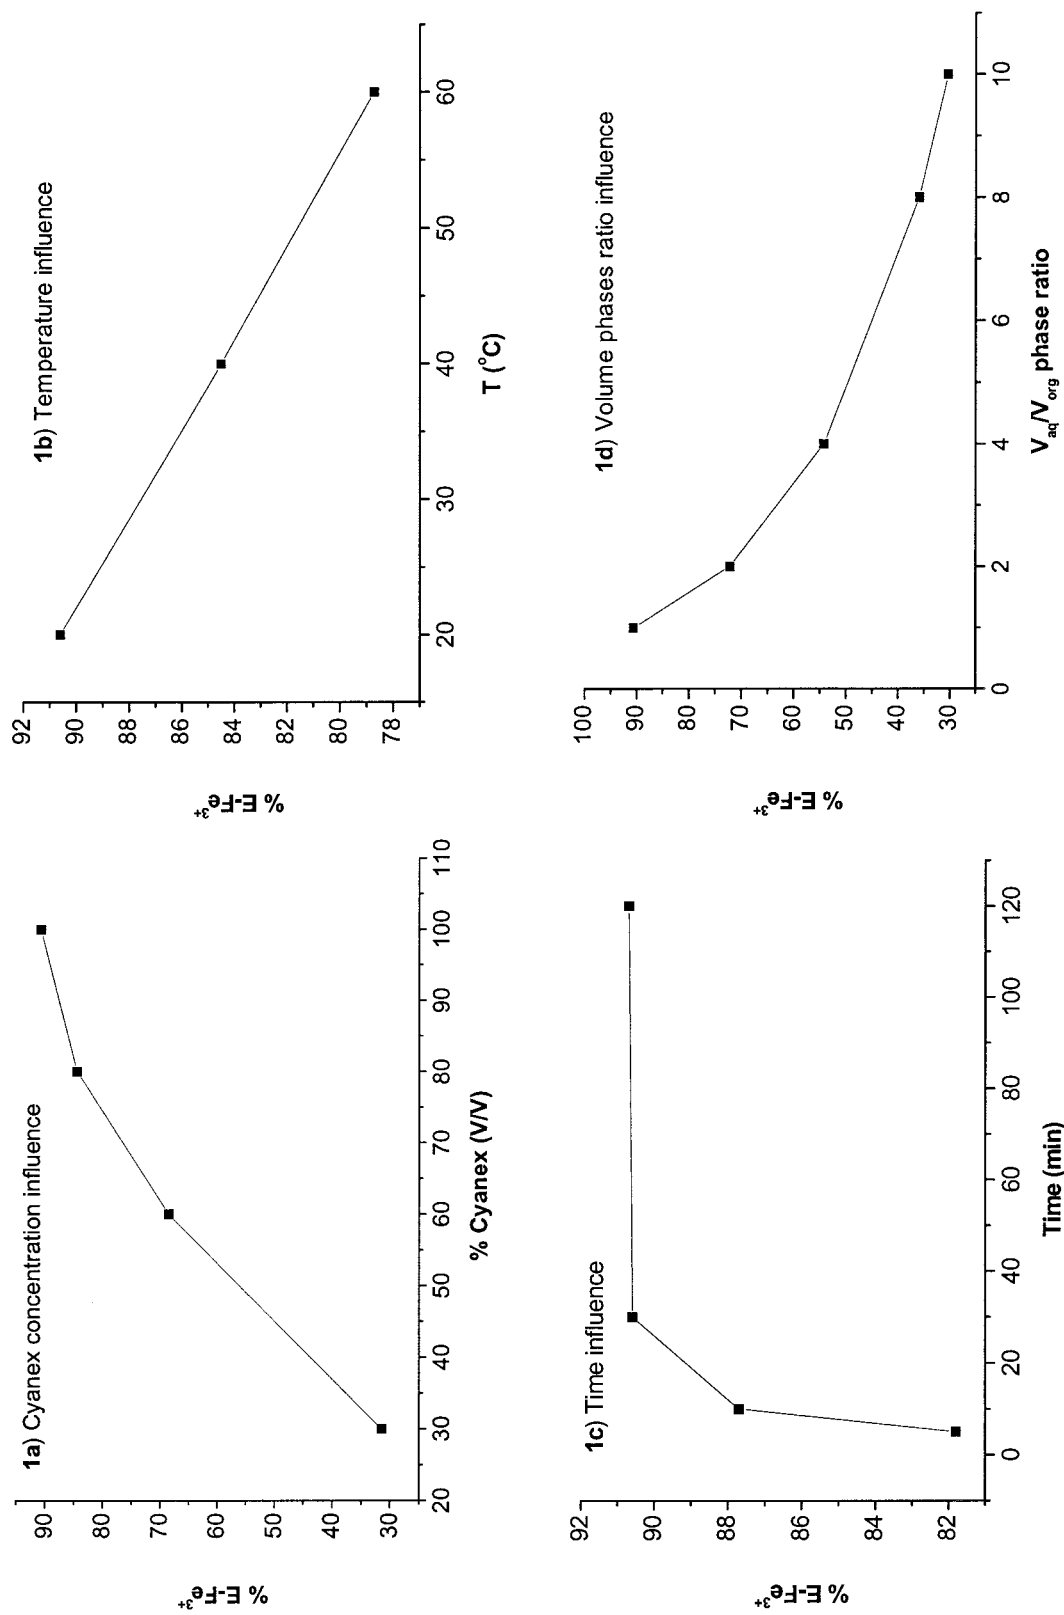 1a) Cyanex concentration influence
% E-Fe³⁺
90
80
70
60
50
40
30
20 30 40 50 60 70 80 90 100 110
% Cyanex (V/V)
1b) Temperature influence
% E-Fe³⁺
92
90
88
86
84
82
80
78
20 30 40 50 60
T (°C)
1c) Time influence
% E-Fe³⁺
92
90
88
86
84
82
0 20 40 60 80 100 120
Time (min)
1d) Volume phases ratio influence
% E-Fe³⁺
100
90
80
70
60
50
40
30
0 2 4 6 8 10
Vaq/Vorg phase ratio